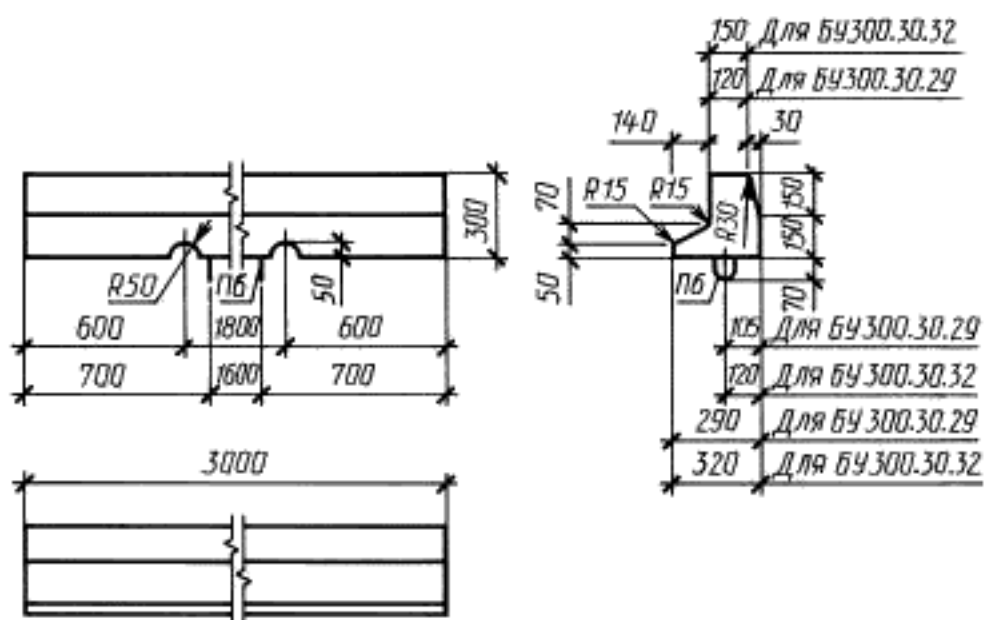 150 Для БУ300.30.32
120 Для БУ300.30.29
140
30
R15
R15
70
R30
150
150
300
50
R50
П6
50
П6
70
600
1800
600
105 Для БУ300.30.29
700
1600
700
120 Для БУ300.30.32
290 Для БУ300.30.29
3000
320 Для БУ300.30.32